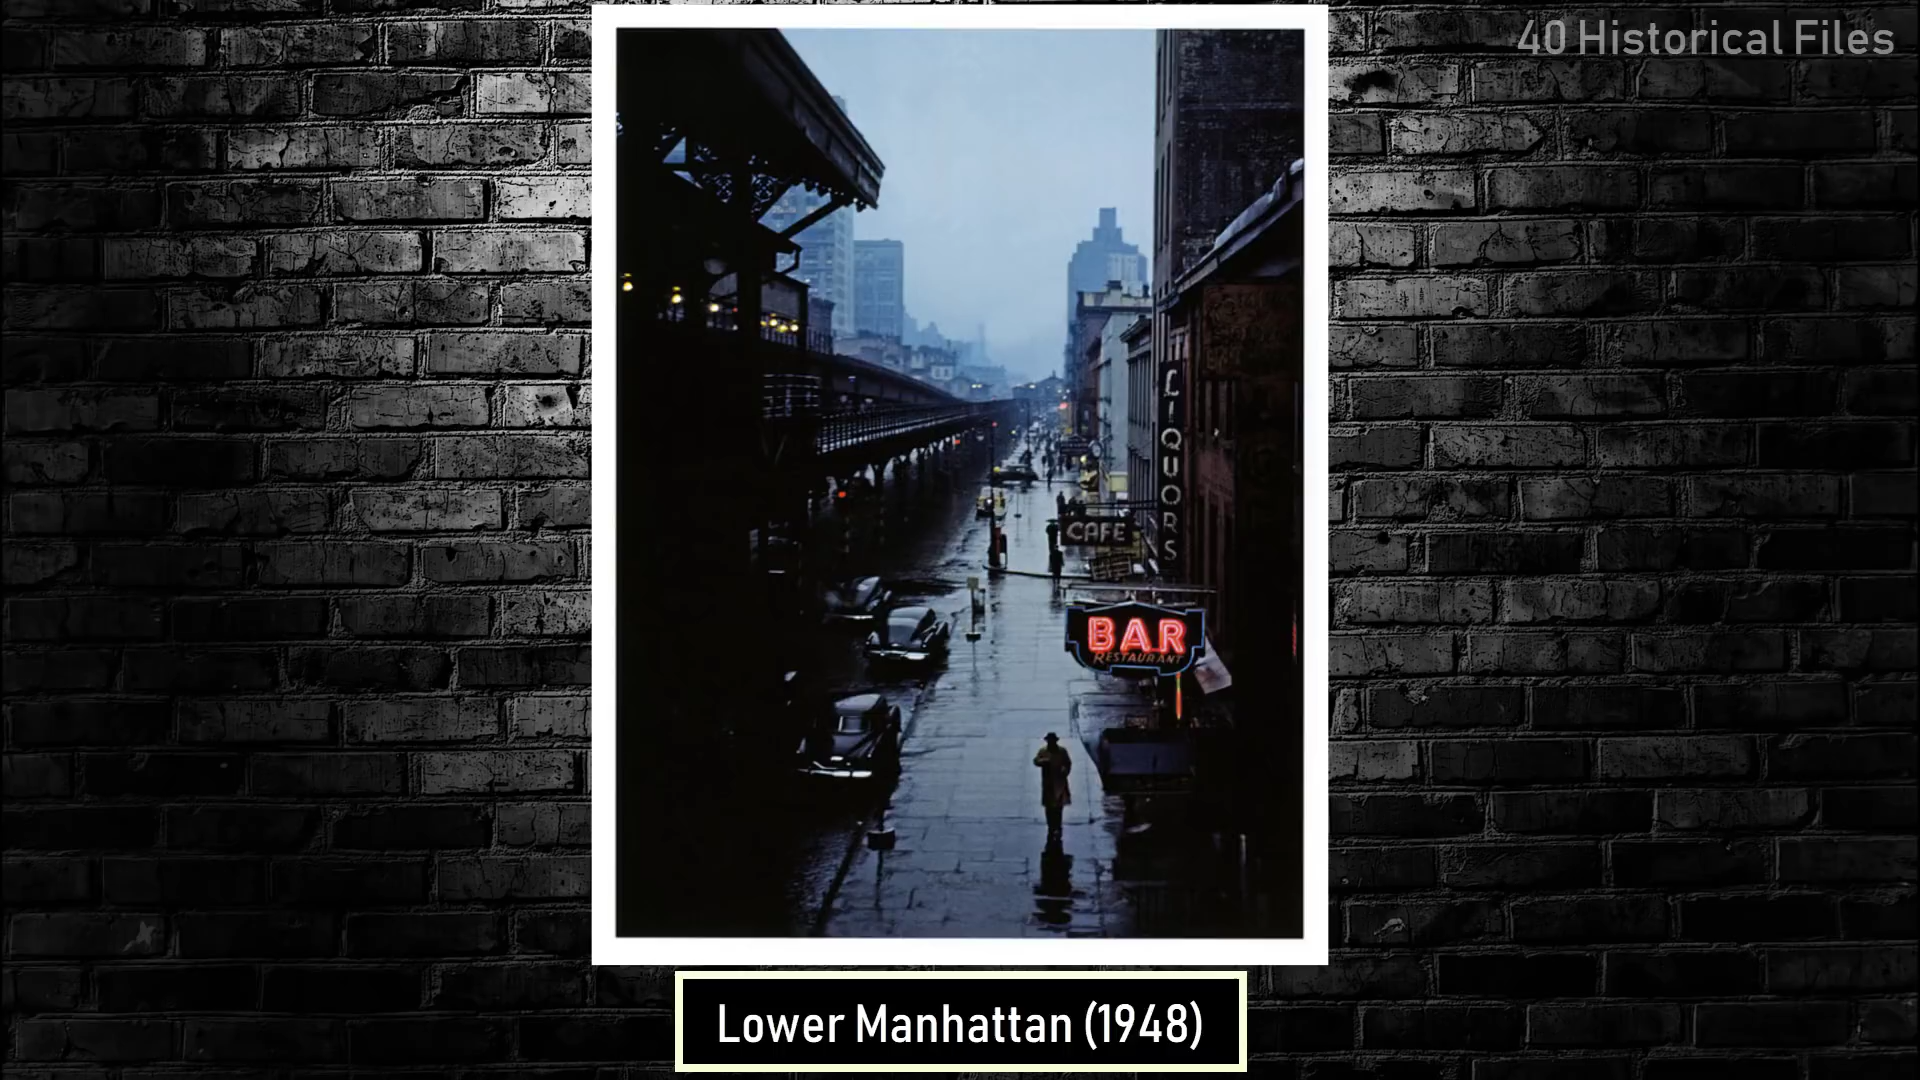 40 Historical Files
LIQUORS
CAFE
BAR
RESTAURANT
Lower Manhattan (1948)